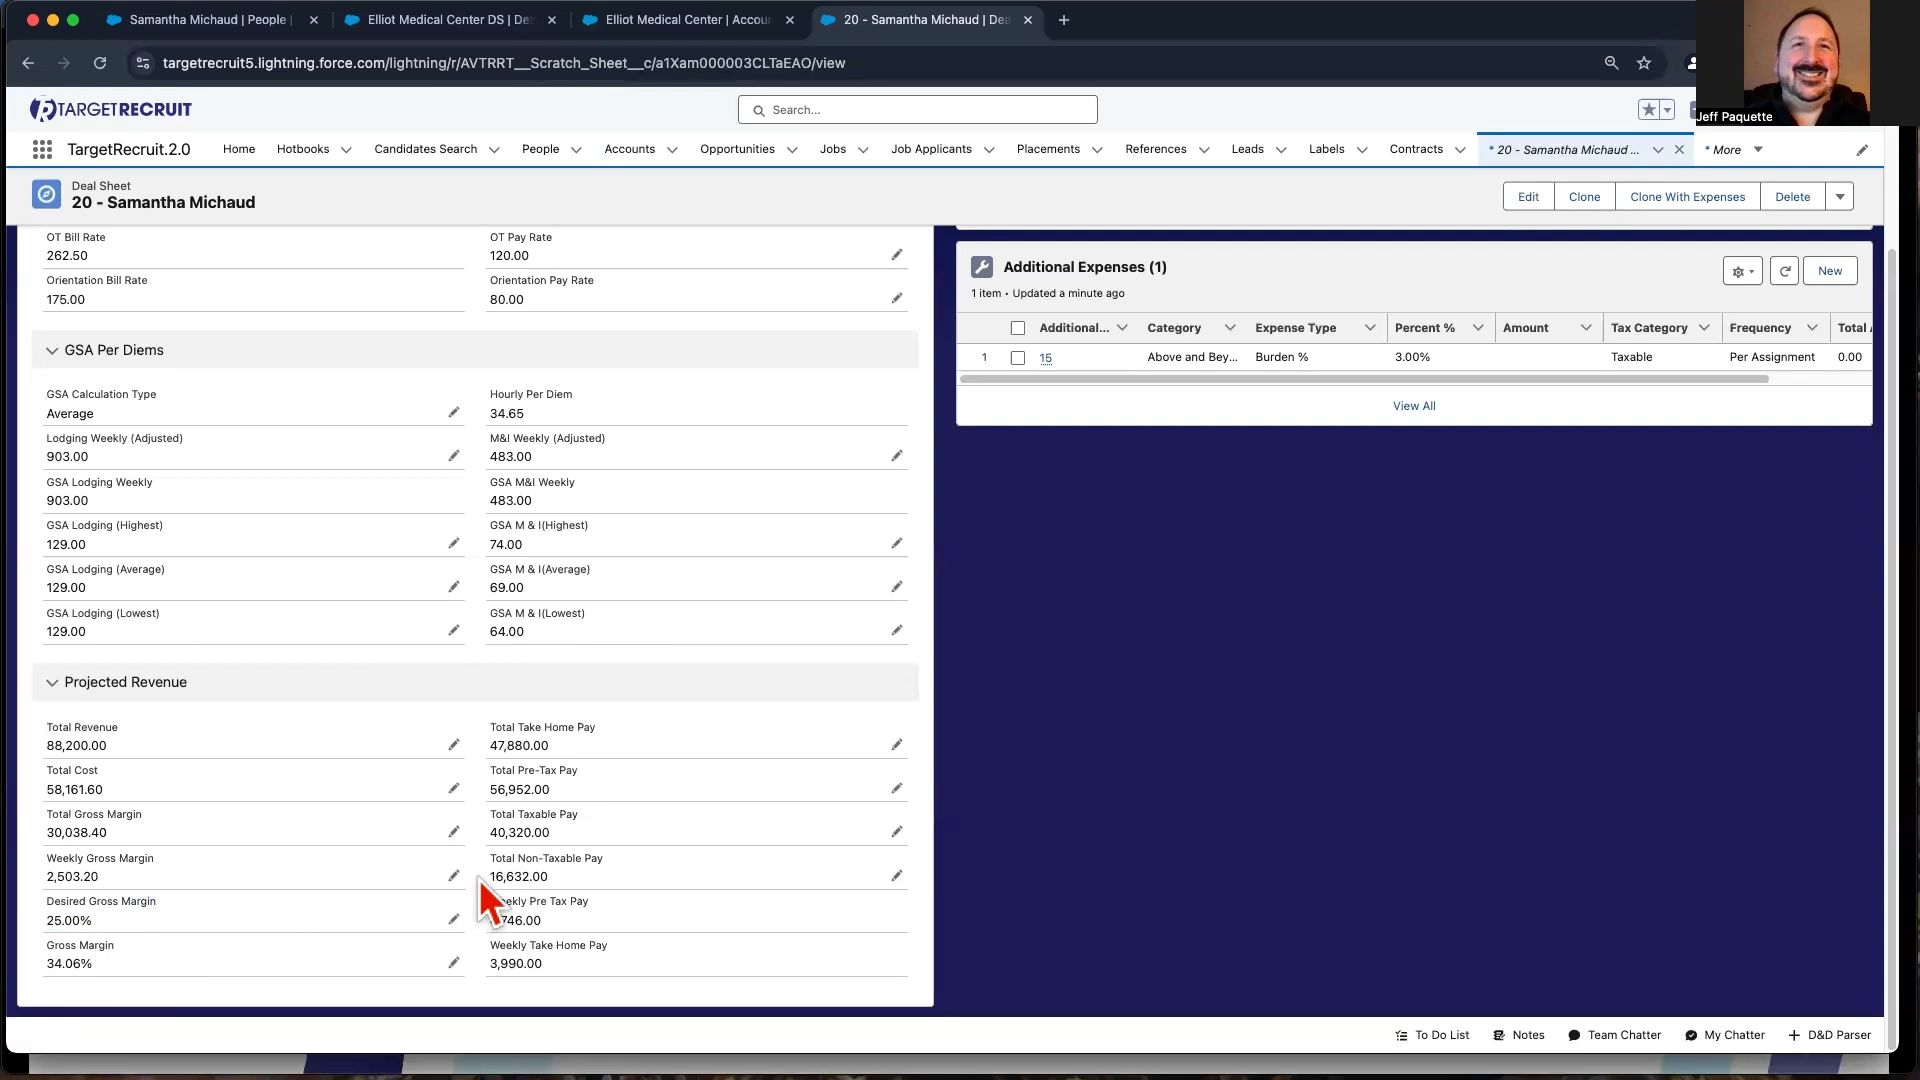 Samantha Michaud | People |
Elliot Medical Center DS | De
Elliot Medical Center | Accou
20 - Samantha Michaud | Dea
targetrecruit5.lightning.force.com/lightning/r/AVTRRT__Scratch_Sheet__c/a1Xam000003CLTaEAO/view
Jeff Paquette
TARGETRECRUIT
Search...
TargetRecruit.2.0
Home
Hotbooks
Candidates Search
People
Accounts
Opportunities
Jobs
Job Applicants
Placements
References
Leads
Labels
Contracts
* 20 - Samantha Michaud ...
* More
Deal Sheet
20 - Samantha Michaud
Edit
Clone
Clone With Expenses
Delete
OT Bill Rate
262.50
OT Pay Rate
120.00
Orientation Bill Rate
175.00
Orientation Pay Rate
80.00
GSA Per Diems
GSA Calculation Type
Average
Hourly Per Diem
34.65
Lodging Weekly (Adjusted)
903.00
M&I Weekly (Adjusted)
483.00
GSA Lodging Weekly
903.00
GSA M&I Weekly
483.00
GSA Lodging (Highest)
129.00
GSA M & I(Highest)
74.00
GSA Lodging (Average)
129.00
GSA M & I(Average)
69.00
GSA Lodging (Lowest)
129.00
GSA M & I(Lowest)
64.00
Projected Revenue
Total Revenue
88,200.00
Total Take Home Pay
47,880.00
Total Cost
58,161.60
Total Pre-Tax Pay
56,952.00
Total Gross Margin
30,038.40
Total Taxable Pay
40,320.00
Weekly Gross Margin
2,503.20
Total Non-Taxable Pay
16,632.00
Desired Gross Margin
25.00%
Pre Tax Pay
746.00
Gross Margin
34.06%
Weekly Take Home Pay
3,990.00
Additional Expenses (1)
1 item • Updated a minute ago
New
Additional...
Category
Expense Type
Percent %
Amount
Tax Category
Frequency
Total
1
15
Above and Bey...
Burden %
3.00%
Taxable
Per Assignment
0.00
View All
To Do List
Notes
Team Chatter
My Chatter
D&D Parser